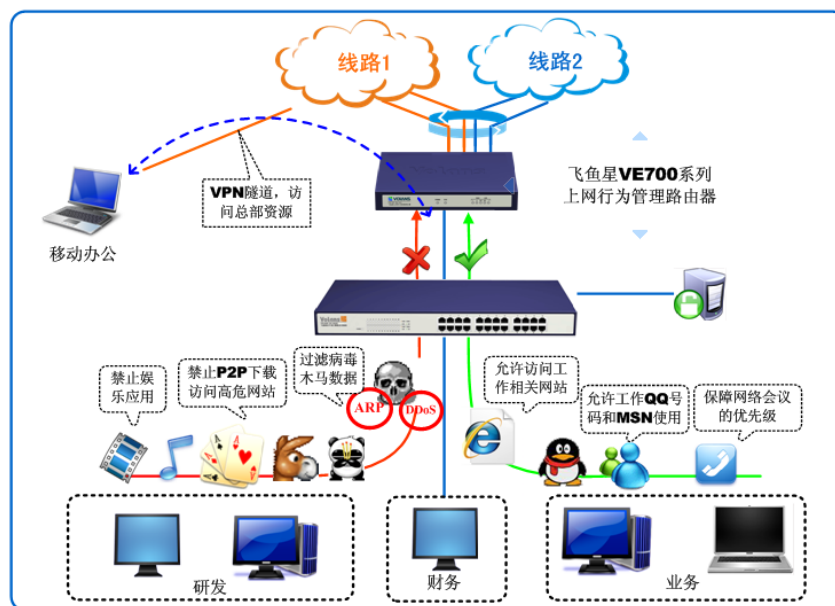 线路1
线路2
飞鱼星VE700系列
上网行为管理路由器
VPN隧道，访
问总部资源
移动办公
禁止娱
乐应用
禁止P2P下载
访问高危网站
过滤病毒
木马数据
ARP
DDoS
允许访问工
作相关网站
允许工作QQ号
码和MSN使用
保障网络会议
的优先级
研发
财务
业务